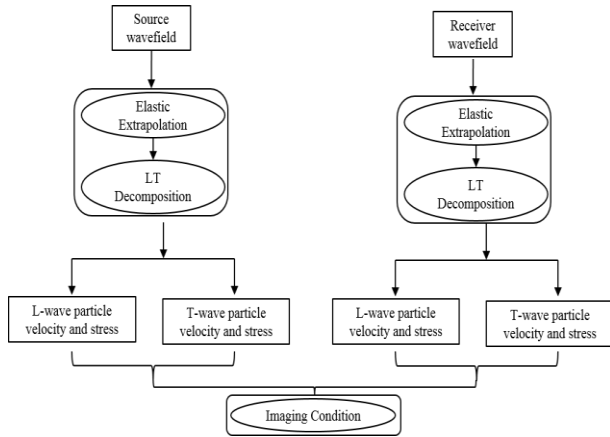 Source
wavefield
Receiver
wavefield
Elastic
Extrapolation
LT
Decomposition
Elastic
Extrapolation
LT
Decomposition
L-wave particle
velocity and stress
T-wave particle
velocity and stress
L-wave particle
velocity and stress
T-wave particle
velocity and stress
Imaging Condition